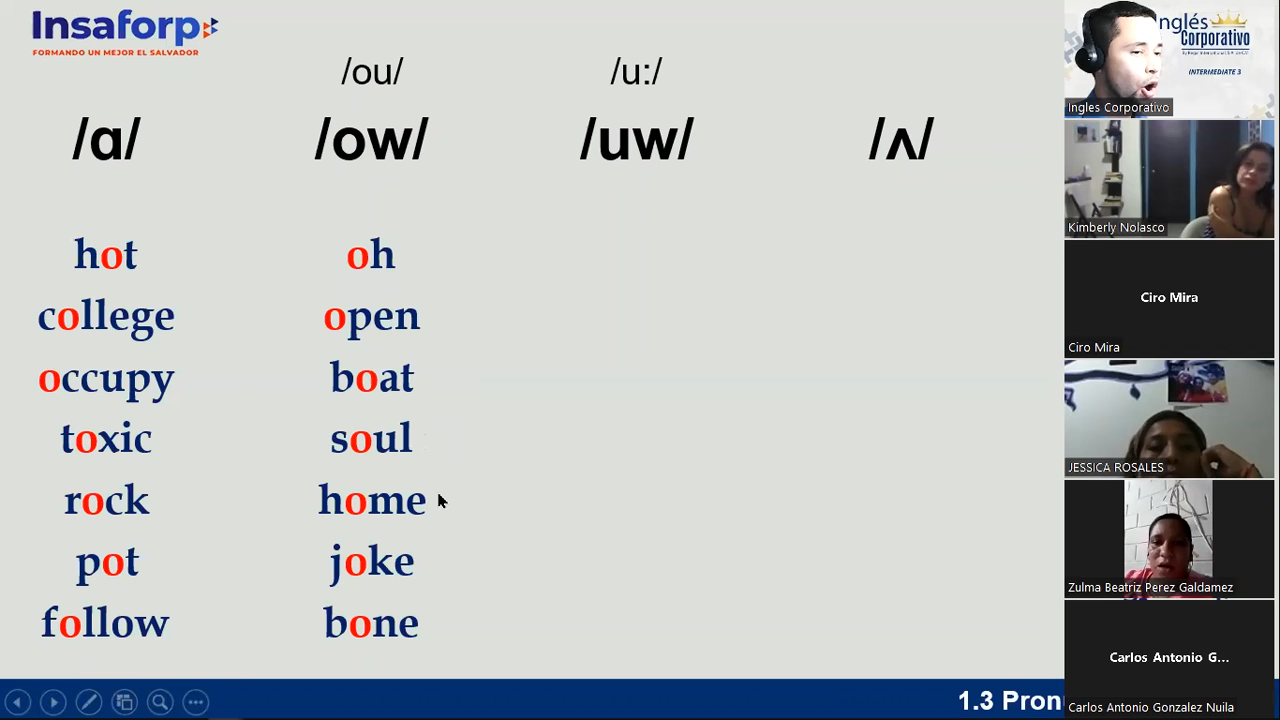 Insaforp
FORMANDO UN MEJOR EL SALVADOR
/ou/
/u:/
/ɑ/
/ow/
/uw/
/ʌ/
hot
oh
college
open
occupy
boat
toxic
soul
rock
home
pot
joke
follow
bone
1.3 Pron
Inglés
Corporativo
INTERMEDIATE 3
Ingles Corporativo
Kimberly Nolasco
Ciro Mira
Ciro Mira
JESSICA ROSALES
Zulma Beatriz Perez Galdamez
Carlos Antonio G...
Carlos Antonio Gonzalez Nuila